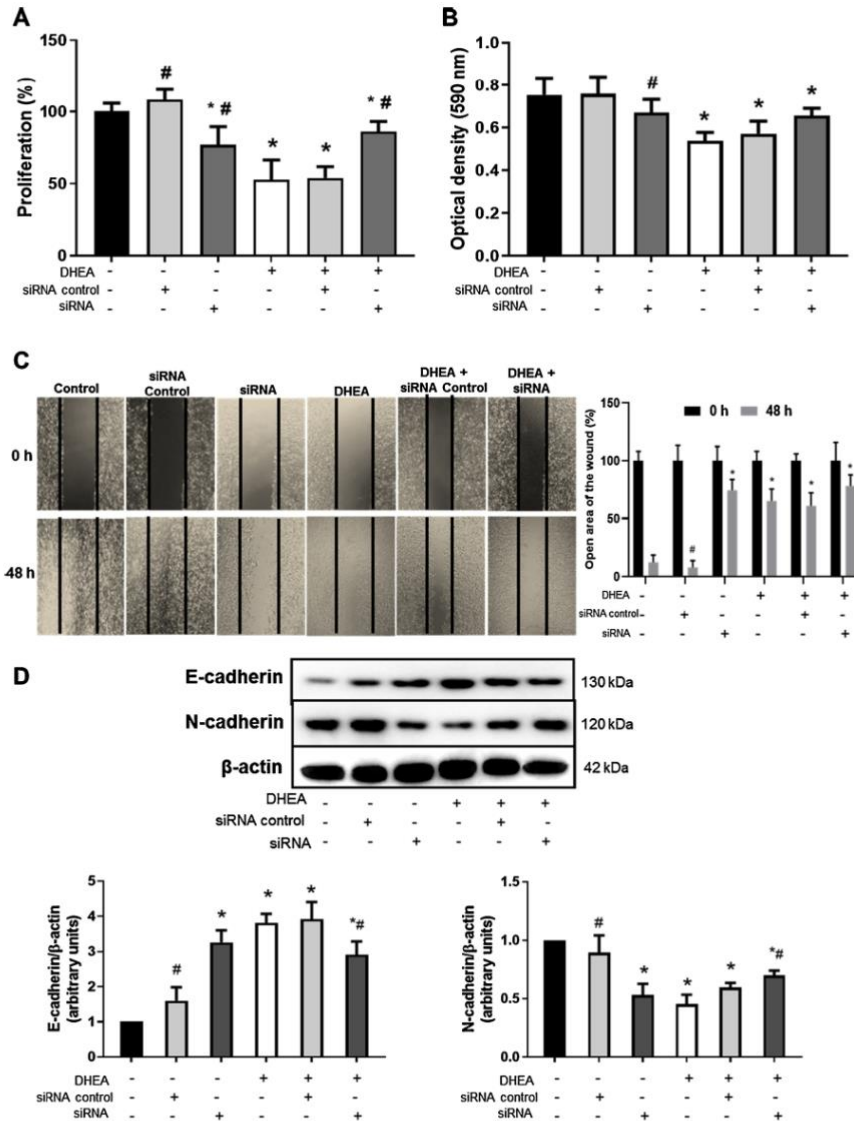 A
150
100
50
0
Proliferation (%)
#
* #
*
*
* #
DHEA - - - + + +
siRNA control - + - - + -
siRNA - - + - - +
B
1.0
0.8
0.6
0.4
0.2
0.0
Optical density (590 nm)
#
*
*
*
DHEA - - - + + +
siRNA control - + - - + -
siRNA - - + - - +
C
Control
siRNA
Control
siRNA
DHEA
DHEA +
siRNA Control
DHEA +
siRNA
0 h
48 h
0 h
48 h
150
100
50
0
Open area of the wound (%)
#
*
*
*
*
DHEA - - - + + +
siRNA control - + - - + -
siRNA - - + - - +
D
E-cadherin
130 kDa
N-cadherin
120 kDa
β-actin
42 kDa
DHEA - - - + + +
siRNA control - + - - + -
siRNA - - + - - +
5
4
3
2
1
0
E-cadherin/β-actin
(arbitrary units)
#
*
*
*
*#
DHEA - - - + + +
siRNA control - + - - + -
siRNA - - + - - +
1.5
1.0
0.5
0.0
N-cadherin/β-actin
(arbitrary units)
#
*
*
*
*#
DHEA - - - + + +
siRNA control - + - - + -
siRNA - - + - - +